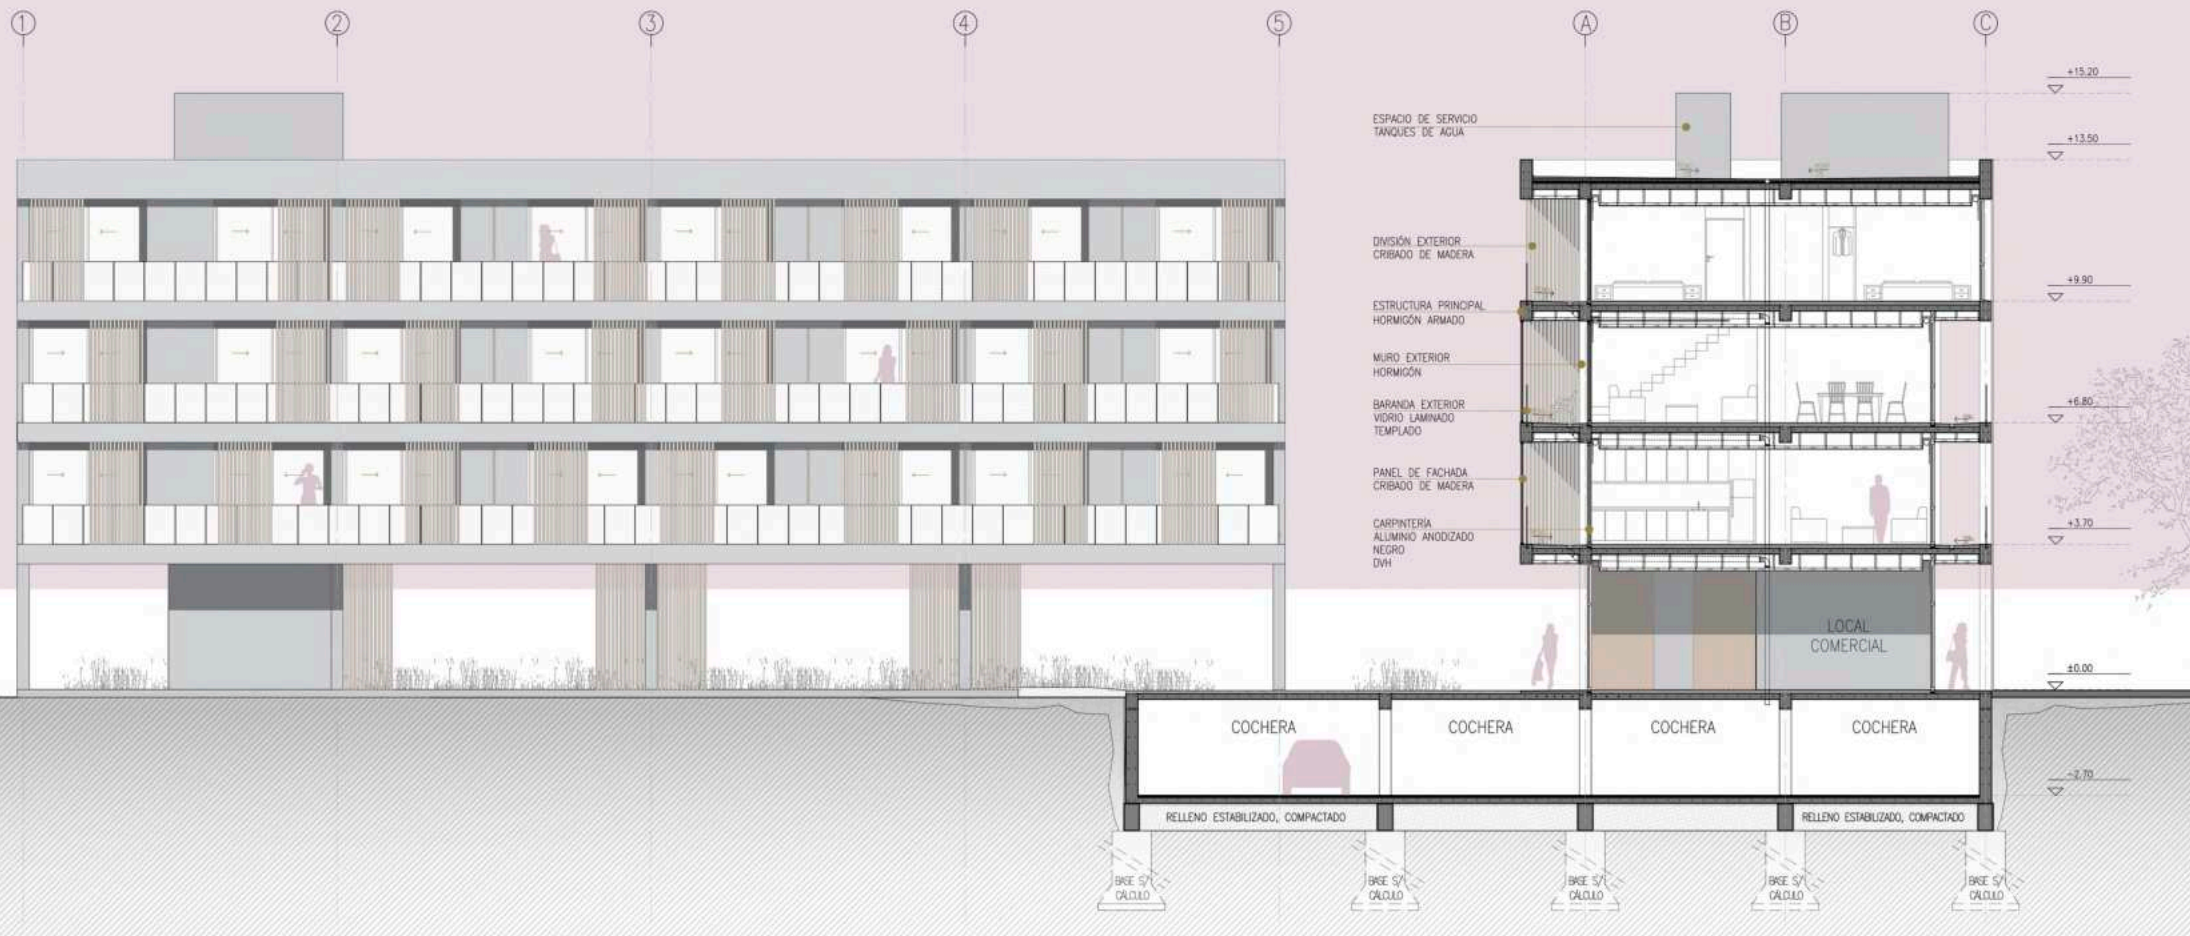 1
2
3
4
5
A
B
C
+15,20
ESPACIO DE SERVICIO
TANQUES DE AGUA
+13,50
DIVISIÓN EXTERIOR
CRIBADO DE MADERA
+9,90
ESTRUCTURA PRINCIPAL
HORMIGÓN ARMADO
MURO EXTERIOR
HORMIGÓN
BARANDA EXTERIOR
VIDRIO LAMINADO
TEMPLADO
+6,80
PANEL DE FACHADA
CRIBADO DE MADERA
CARPINTERÍA
ALUMINIO ANODIZADO
NEGRO
DVH
+3,70
LOCAL
COMERCIAL
±0.00
COCHERA
COCHERA
COCHERA
COCHERA
-2,70
RELLENO ESTABILIZADO, COMPACTADO
RELLENO ESTABILIZADO, COMPACTADO
BASE S/
CÁLCULO
BASE S/
CÁLCULO
BASE S/
CÁLCULO
BASE S/
CÁLCULO
BASE S/
CÁLCULO